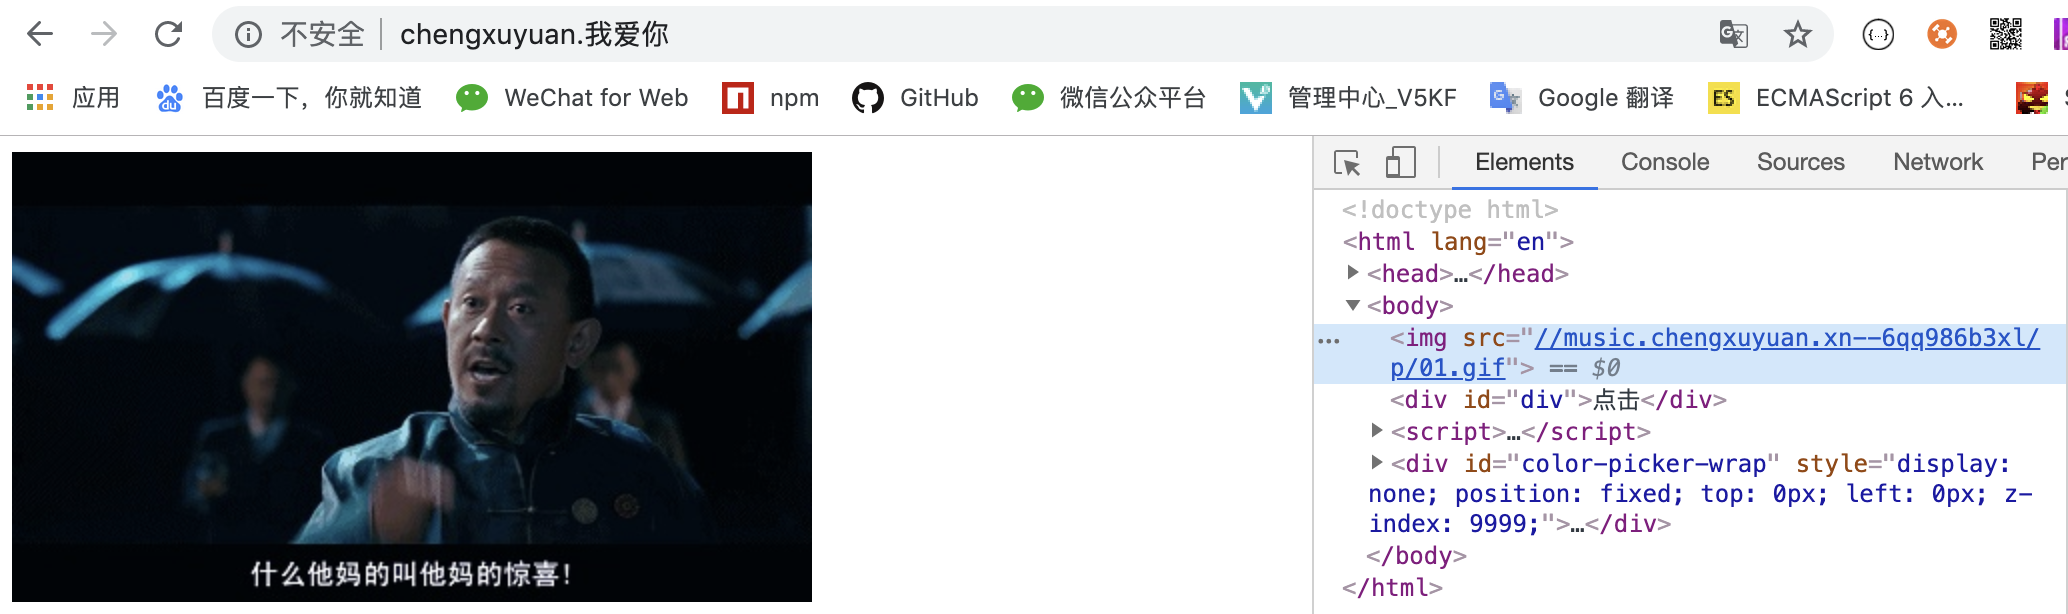 不安全 chengxuyuan.我爱你
应用 百度一下，你就知道 WeChat for Web npm GitHub 微信公众平台 管理中心_V5KF Google 翻译 ES ECMAScript 6 入...
Elements Console Sources Network Per
<!doctype html>
<html lang="en">
<head>…</head>
<body>
<img src="//music.chengxuyuan.xn--6qq986b3xl/
p/01.gif"> == $0
<div id="div">点击</div>
<script>…</script>
<div id="color-picker-wrap" style="display:
none; position: fixed; top: 0px; left: 0px; z-
index: 9999;">…</div>
</body>
</html>
什么他妈的叫他妈的惊喜!